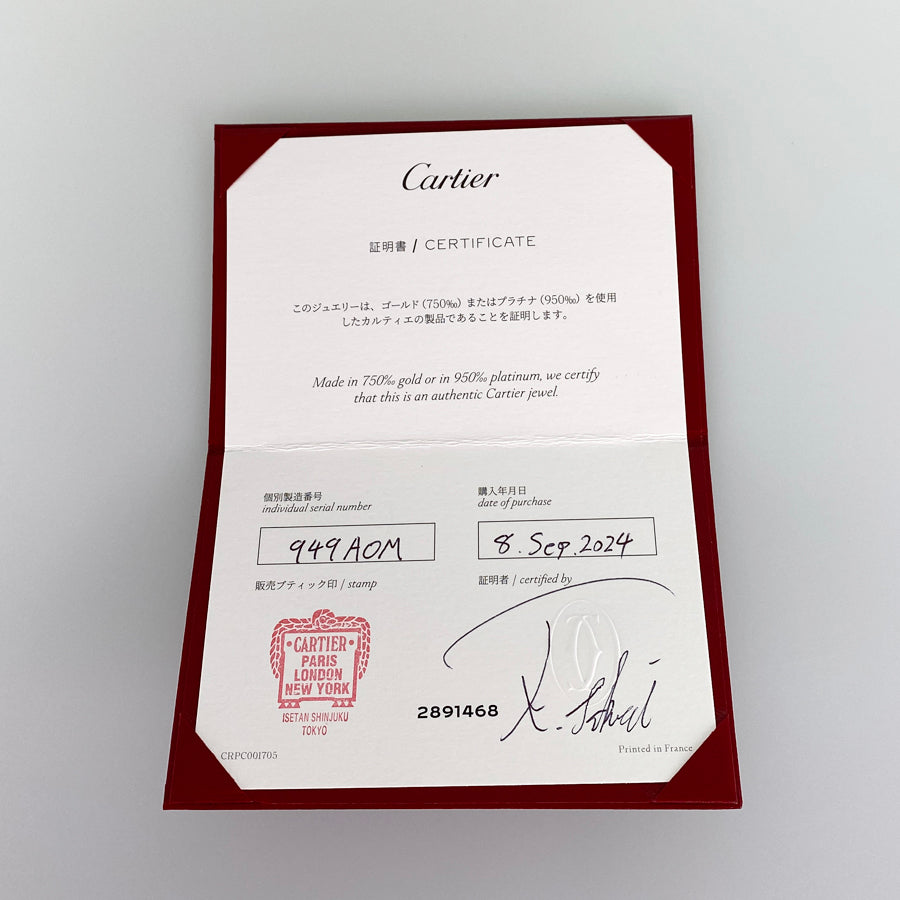 Cartier
証明書 / CERTIFICATE
このジュエリーは、ゴールド（750‰）またはプラチナ（950‰）を使用
したカルティエの製品であることを証明します。
Made in 750‰ gold or in 950‰ platinum, we certify
that this is an authentic Cartier jewel.
個別製造番号
individual serial number
949AOM
購入年月日
date of purchase
8. Sep. 2024
販売ブティック印 / stamp
証明者 / certified by
• CARTIER •
PARIS
LONDON
NEW YORK
ISETAN SHINJUKU
TOKYO
2891468
CRPC001705
Printed in France